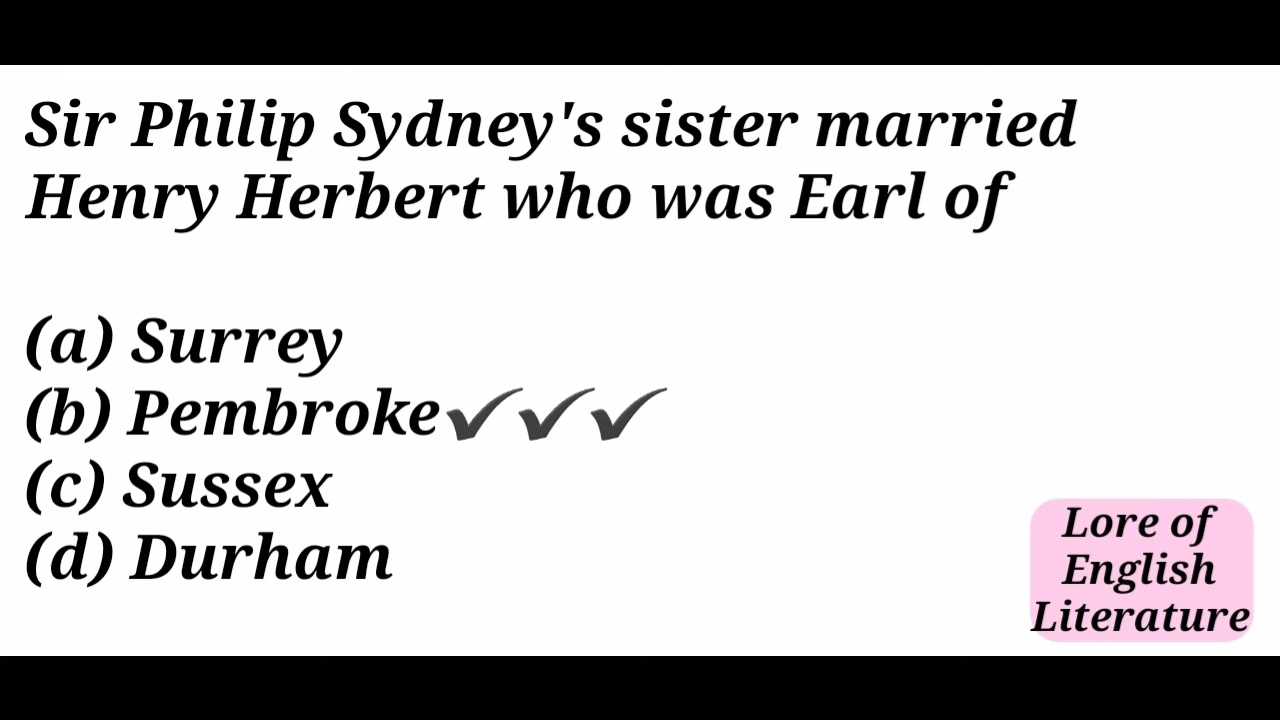 Sir Philip Sydney's sister married
Henry Herbert who was Earl of
(a) Surrey
(b) Pembroke✔✔✔
(c) Sussex
(d) Durham
Lore of
English
Literature